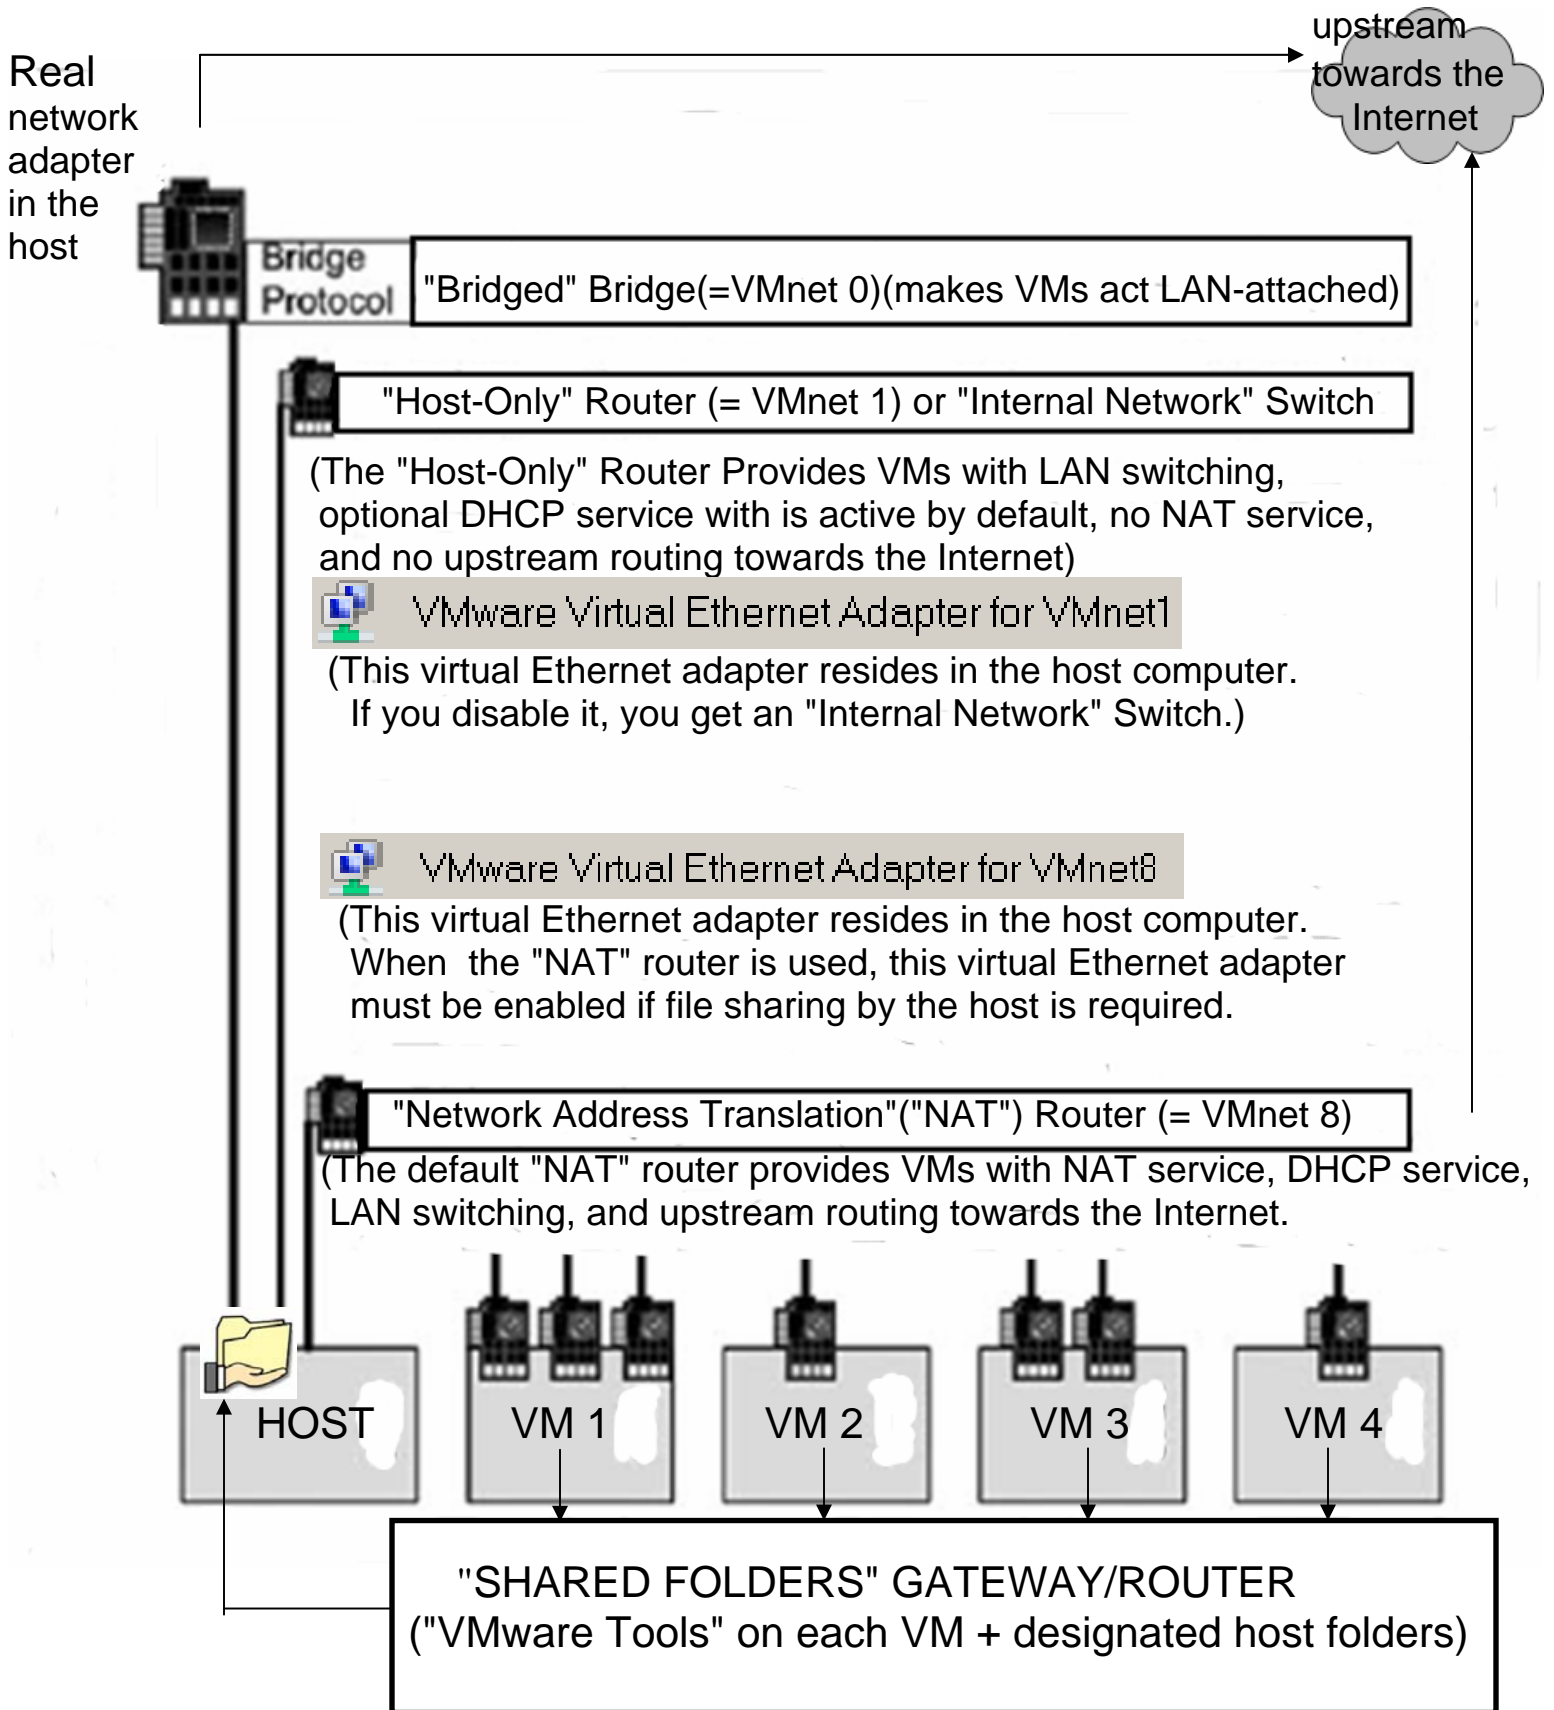 upstream
towards the
Internet
Real
network
adapter
in the
host
Bridge
Protocol
"Bridged" Bridge(=VMnet 0)(makes VMs act LAN-attached)
"Host-Only" Router (= VMnet 1) or "Internal Network" Switch
(The "Host-Only" Router Provides VMs with LAN switching,
optional DHCP service with is active by default, no NAT service,
and no upstream routing towards the Internet)
VMware Virtual Ethernet Adapter for VMnet1
(This virtual Ethernet adapter resides in the host computer.
If you disable it, you get an "Internal Network" Switch.)
VMware Virtual Ethernet Adapter for VMnet8
(This virtual Ethernet adapter resides in the host computer.
When the "NAT" router is used, this virtual Ethernet adapter
must be enabled if file sharing by the host is required.
"Network Address Translation"("NAT") Router (= VMnet 8)
(The default "NAT" router provides VMs with NAT service, DHCP service,
LAN switching, and upstream routing towards the Internet.
HOST
VM 1
VM 2
VM 3
VM 4
"SHARED FOLDERS" GATEWAY/ROUTER
("VMware Tools" on each VM + designated host folders)